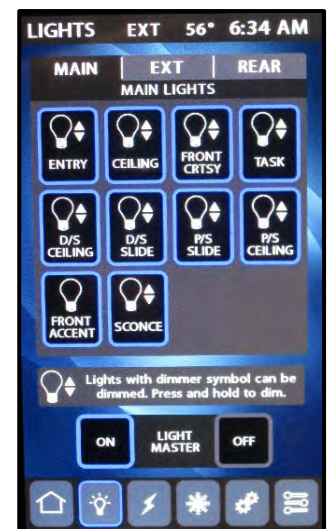 LIGHTS EXT 56° 6:34 AM
MAIN EXT REAR
MAIN LIGHTS
ENTRY CEILING FRONT CRTSY TASK
D/S CEILING D/S SLIDE P/S SLIDE P/S CEILING
FRONT ACCENT SCONCE
Lights with dimmer symbol can be
dimmed. Press and hold to dim.
ON LIGHT MASTER OFF